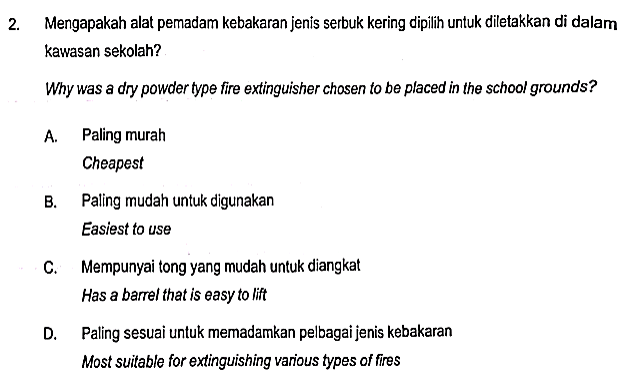 2. Mengapakah alat pemadam kebakaran jenis serbuk kering dipilih untuk diletakkan di dalam
kawasan sekolah?
Why was a dry powder type fire extinguisher chosen to be placed in the school grounds?
A. Paling murah
Cheapest
B. Paling mudah untuk digunakan
Easiest to use
C. Mempunyai tong yang mudah untuk diangkat
Has a barrel that is easy to lift
D. Paling sesuai untuk memadamkan pelbagai jenis kebakaran
Most suitable for extinguishing various types of fires